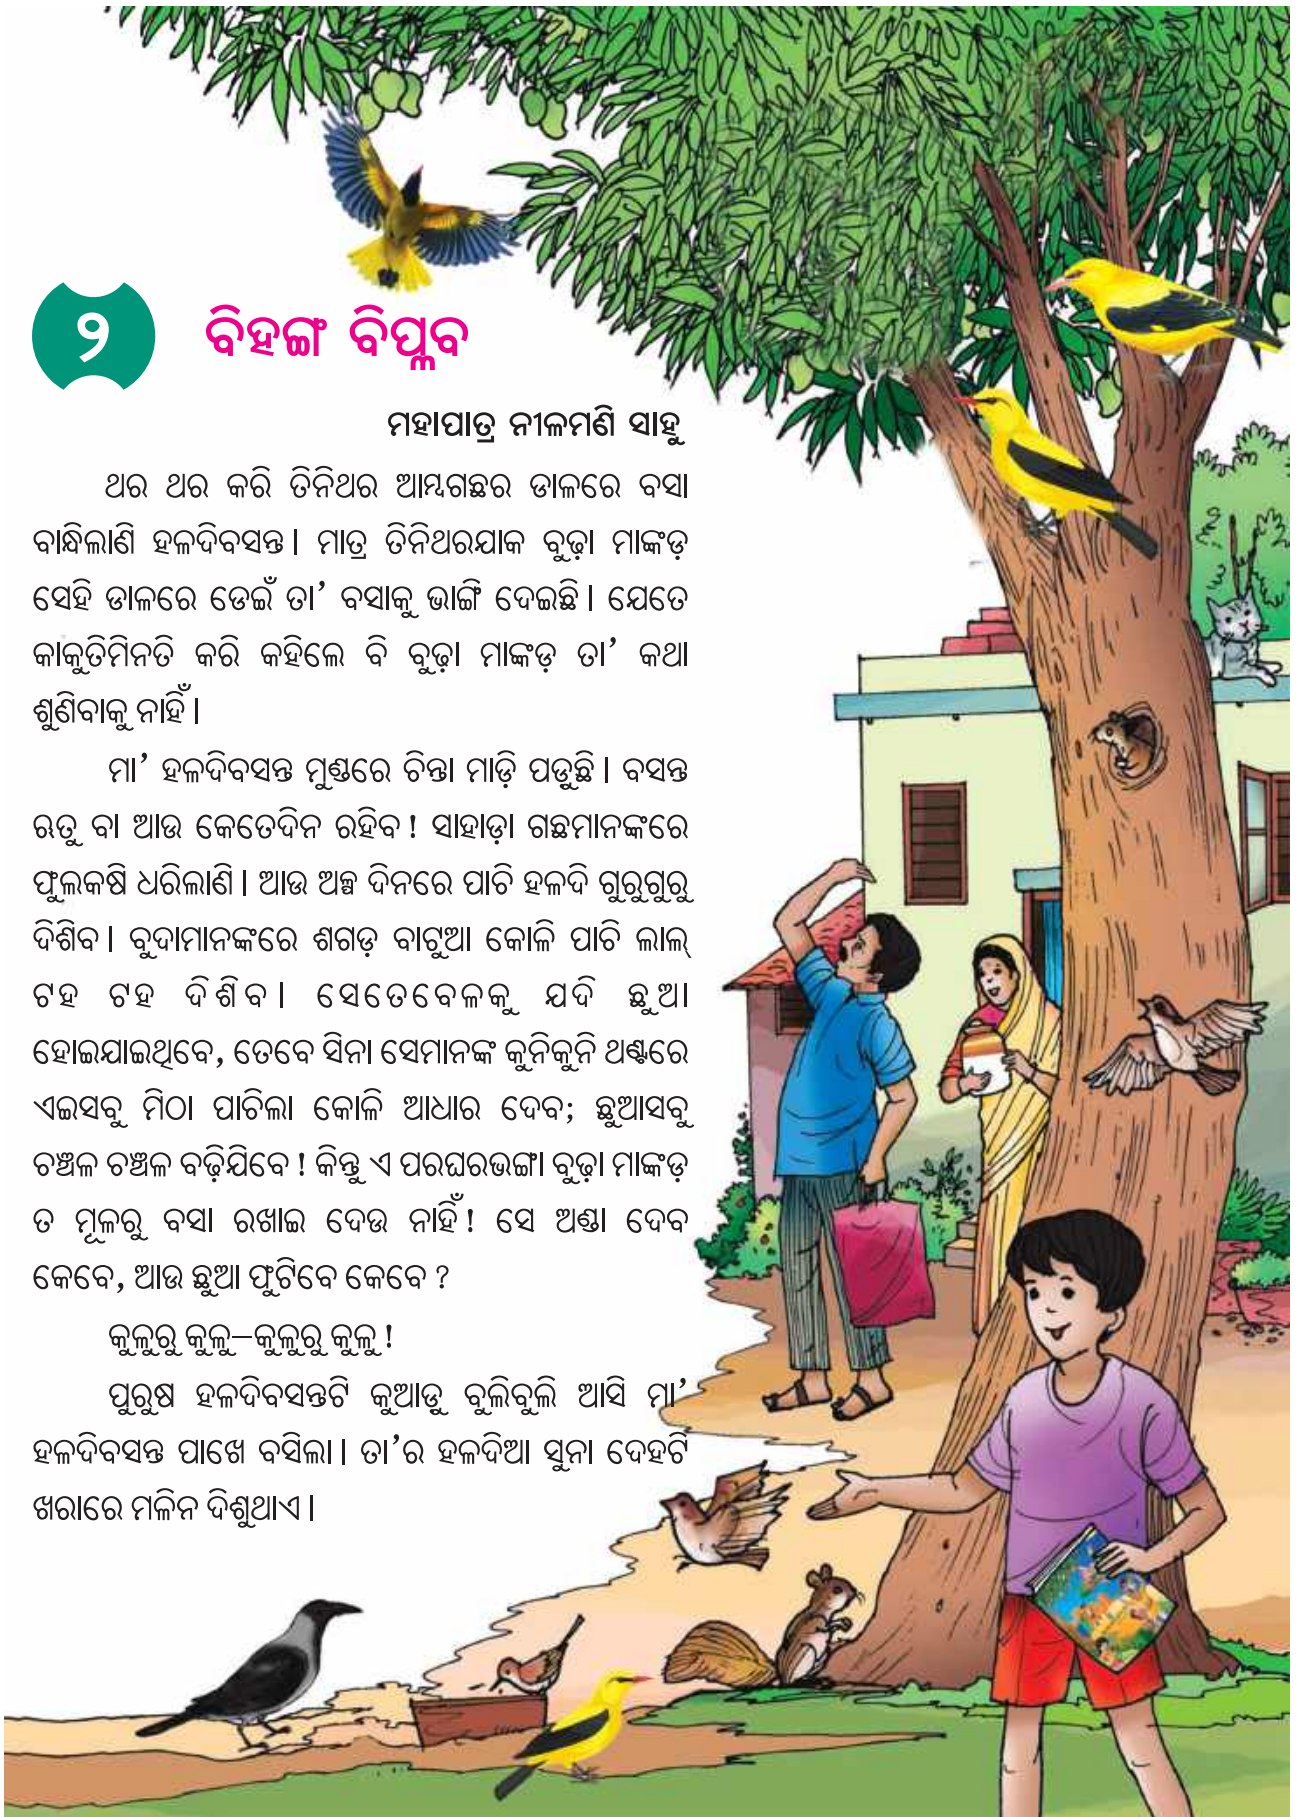 ୨
ବିହଙ୍ଗ ବିପ୍ଳବ
ମହାପାତ୍ର ନୀଳମଣି ସାହୁ
ଥର ଥର କରି ତିନିଥର ଆମ୍ବଗଛର ଡାଳରେ ବସା
ବାନ୍ଧିଲାଣି ହଳଦିବସନ୍ତ। ମାତ୍ର ତିନିଥରଯାକ ବୁଢ଼ା ମାଙ୍କଡ଼
ସେହି ଡାଳରେ ଡେଇଁ ତା’ ବସାକୁ ଭାଙ୍ଗି ଦେଇଛି। ଯେତେ
କାକୁତିମିନତି କରି କହିଲେ ବି ବୁଢ଼ା ମାଙ୍କଡ଼ ତା’ କଥା
ଶୁଣିବାକୁ ନାହିଁ।
ମା’ ହଳଦିବସନ୍ତ ମୁଣ୍ଡରେ ଚିନ୍ତା ମାଡ଼ି ପଡୁଛି। ବସନ୍ତ
ଋତୁ ବା ଆଉ କେତେଦିନ ରହିବ! ସାହାଡ଼ା ଗଛମାନଙ୍କରେ
ଫୁଲକଷି ଧରିଲାଣି। ଆଉ ଅଳ୍ପ ଦିନରେ ପାଚି ହଳଦି ଗୁରୁଗୁରୁ
ଦିଶିବ। ବୁଦାମାନଙ୍କରେ ଶଗଡ଼ ବାଟୁଆ କୋଳି ପାଚି ଲାଲ୍
ଟହ ଟହ ଦିଶିବ। ସେତେବେଳକୁ ଯଦି ଛୁଆ
ହୋଇଯାଇଥିବେ, ତେବେ ସିନା ସେମାନଙ୍କ କୁନିକୁନି ଥଣ୍ଟରେ
ଏଇସବୁ ମିଠା ପାଚିଲା କୋଳି ଆଧାର ଦେବ; ଛୁଆସବୁ
ଚଞ୍ଚଳ ଚଞ୍ଚଳ ବଢ଼ିଯିବେ! କିନ୍ତୁ ଏ ପରଘରଭଙ୍ଗା ବୁଢ଼ା ମାଙ୍କଡ଼
ତ ମୂଳରୁ ବସା ରଖାଇ ଦେଉ ନାହିଁ! ସେ ଅଣ୍ଡା ଦେବ
କେବେ, ଆଉ ଛୁଆ ଫୁଟିବେ କେବେ ?
କୁଳୁରୁ କୁଳୁ–କୁଳୁରୁ କୁଳୁ!
ପୁରୁଷ ହଳଦିବସନ୍ତଟି କୁଆଡୁ ବୁଲିବୁଲି ଆସି ମା’
ହଳଦିବସନ୍ତ ପାଖେ ବସିଲା। ତା’ର ହଳଦିଆ ସୁନା ଦେହଟି
ଖରାରେ ମଳିନ ଦିଶୁଥାଏ।